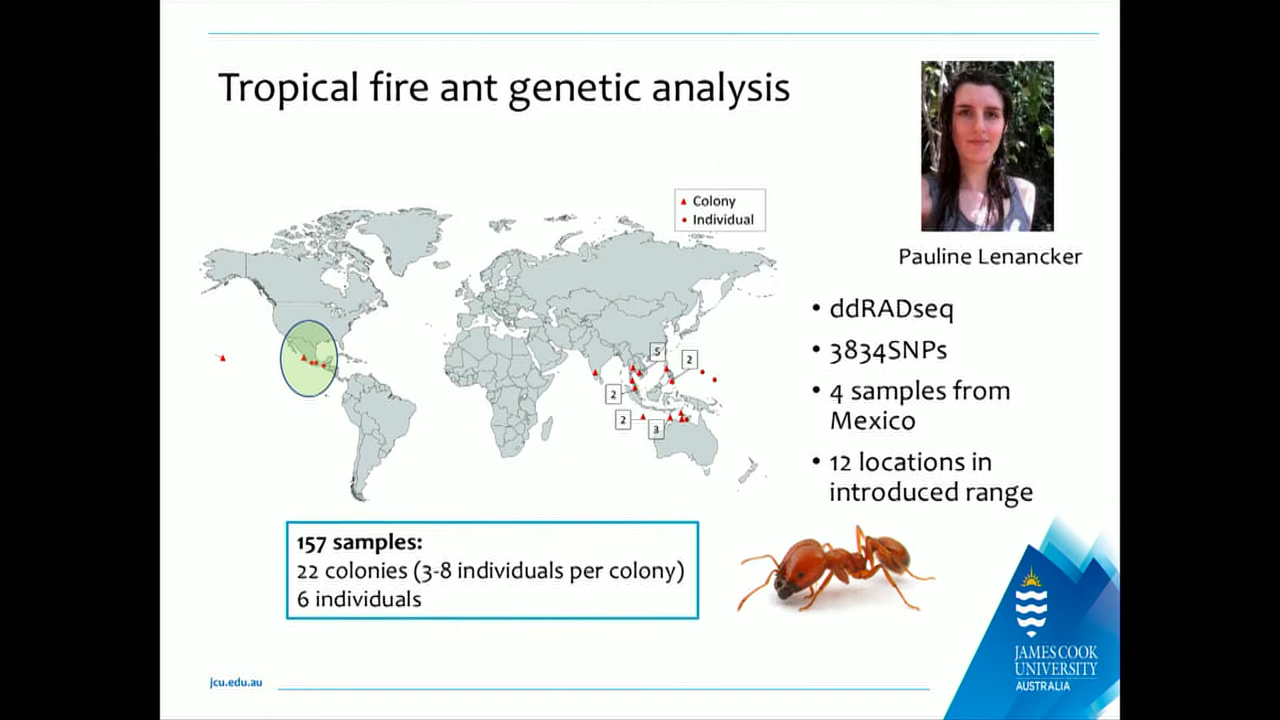 Tropical fire ant genetic analysis
Colony
Individual
Pauline Lenancker
• ddRADseq
• 3834SNPs
• 4 samples from
Mexico
• 12 locations in
introduced range
5
2
2
2
3
157 samples:
22 colonies (3-8 individuals per colony)
6 individuals
JAMES COOK
UNIVERSITY
AUSTRALIA
jcu.edu.au